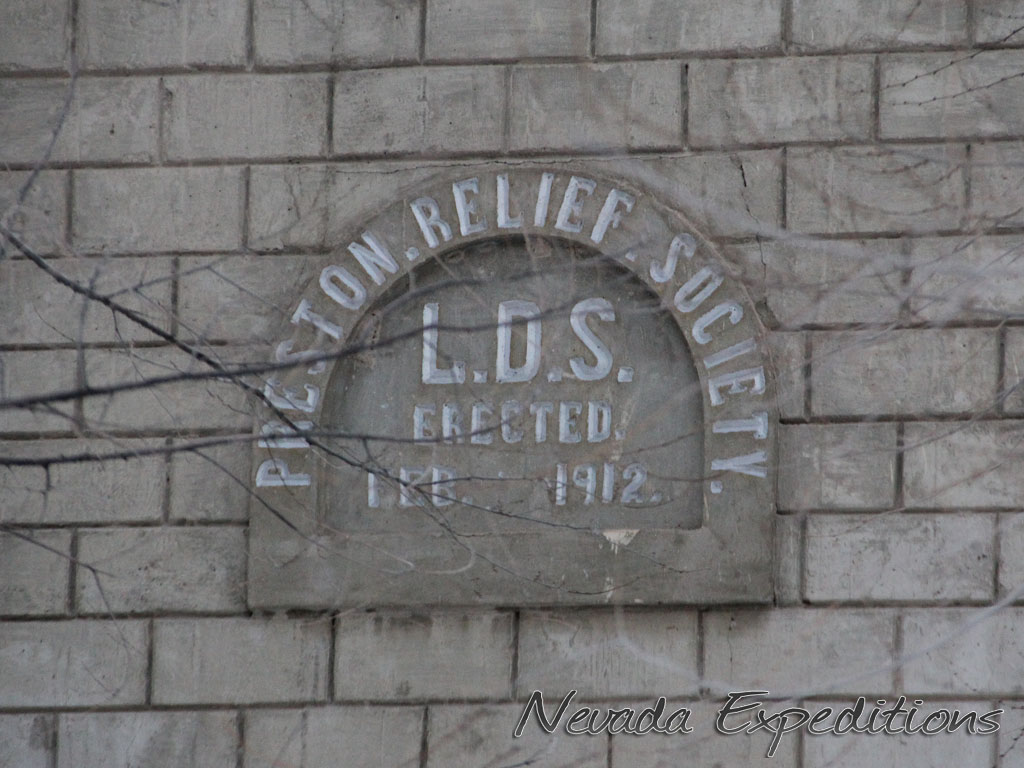 PRESTON. RELIEF. SOCIETY.
L.D.S.
ERECTED.
FEB. 1912.
Nevada Expeditions